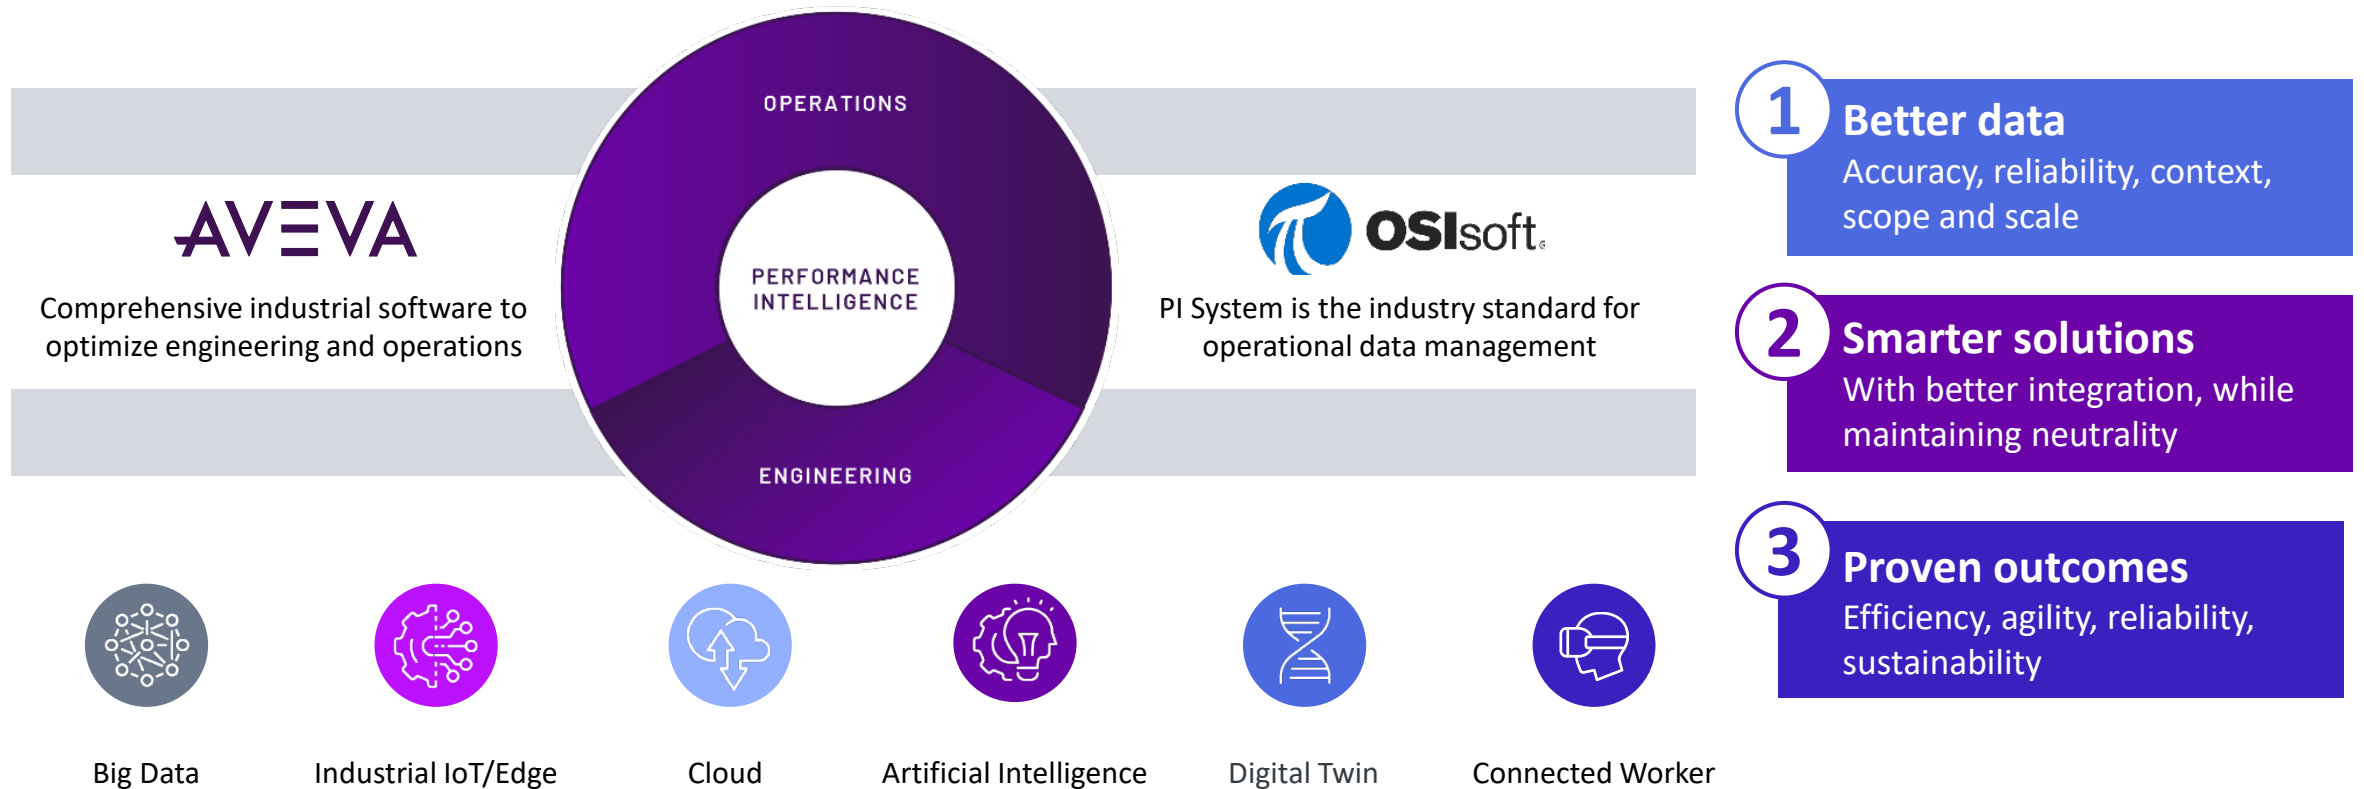 OPERATIONS
PERFORMANCE
INTELLIGENCE
ENGINEERING
AVEVA
Comprehensive industrial software to
optimize engineering and operations
OSIsoft.
PI System is the industry standard for
operational data management
1
Better data
Accuracy, reliability, context,
scope and scale
2
Smarter solutions
With better integration, while
maintaining neutrality
3
Proven outcomes
Efficiency, agility, reliability,
sustainability
Big Data
Industrial IoT/Edge
Cloud
Artificial Intelligence
Digital Twin
Connected Worker